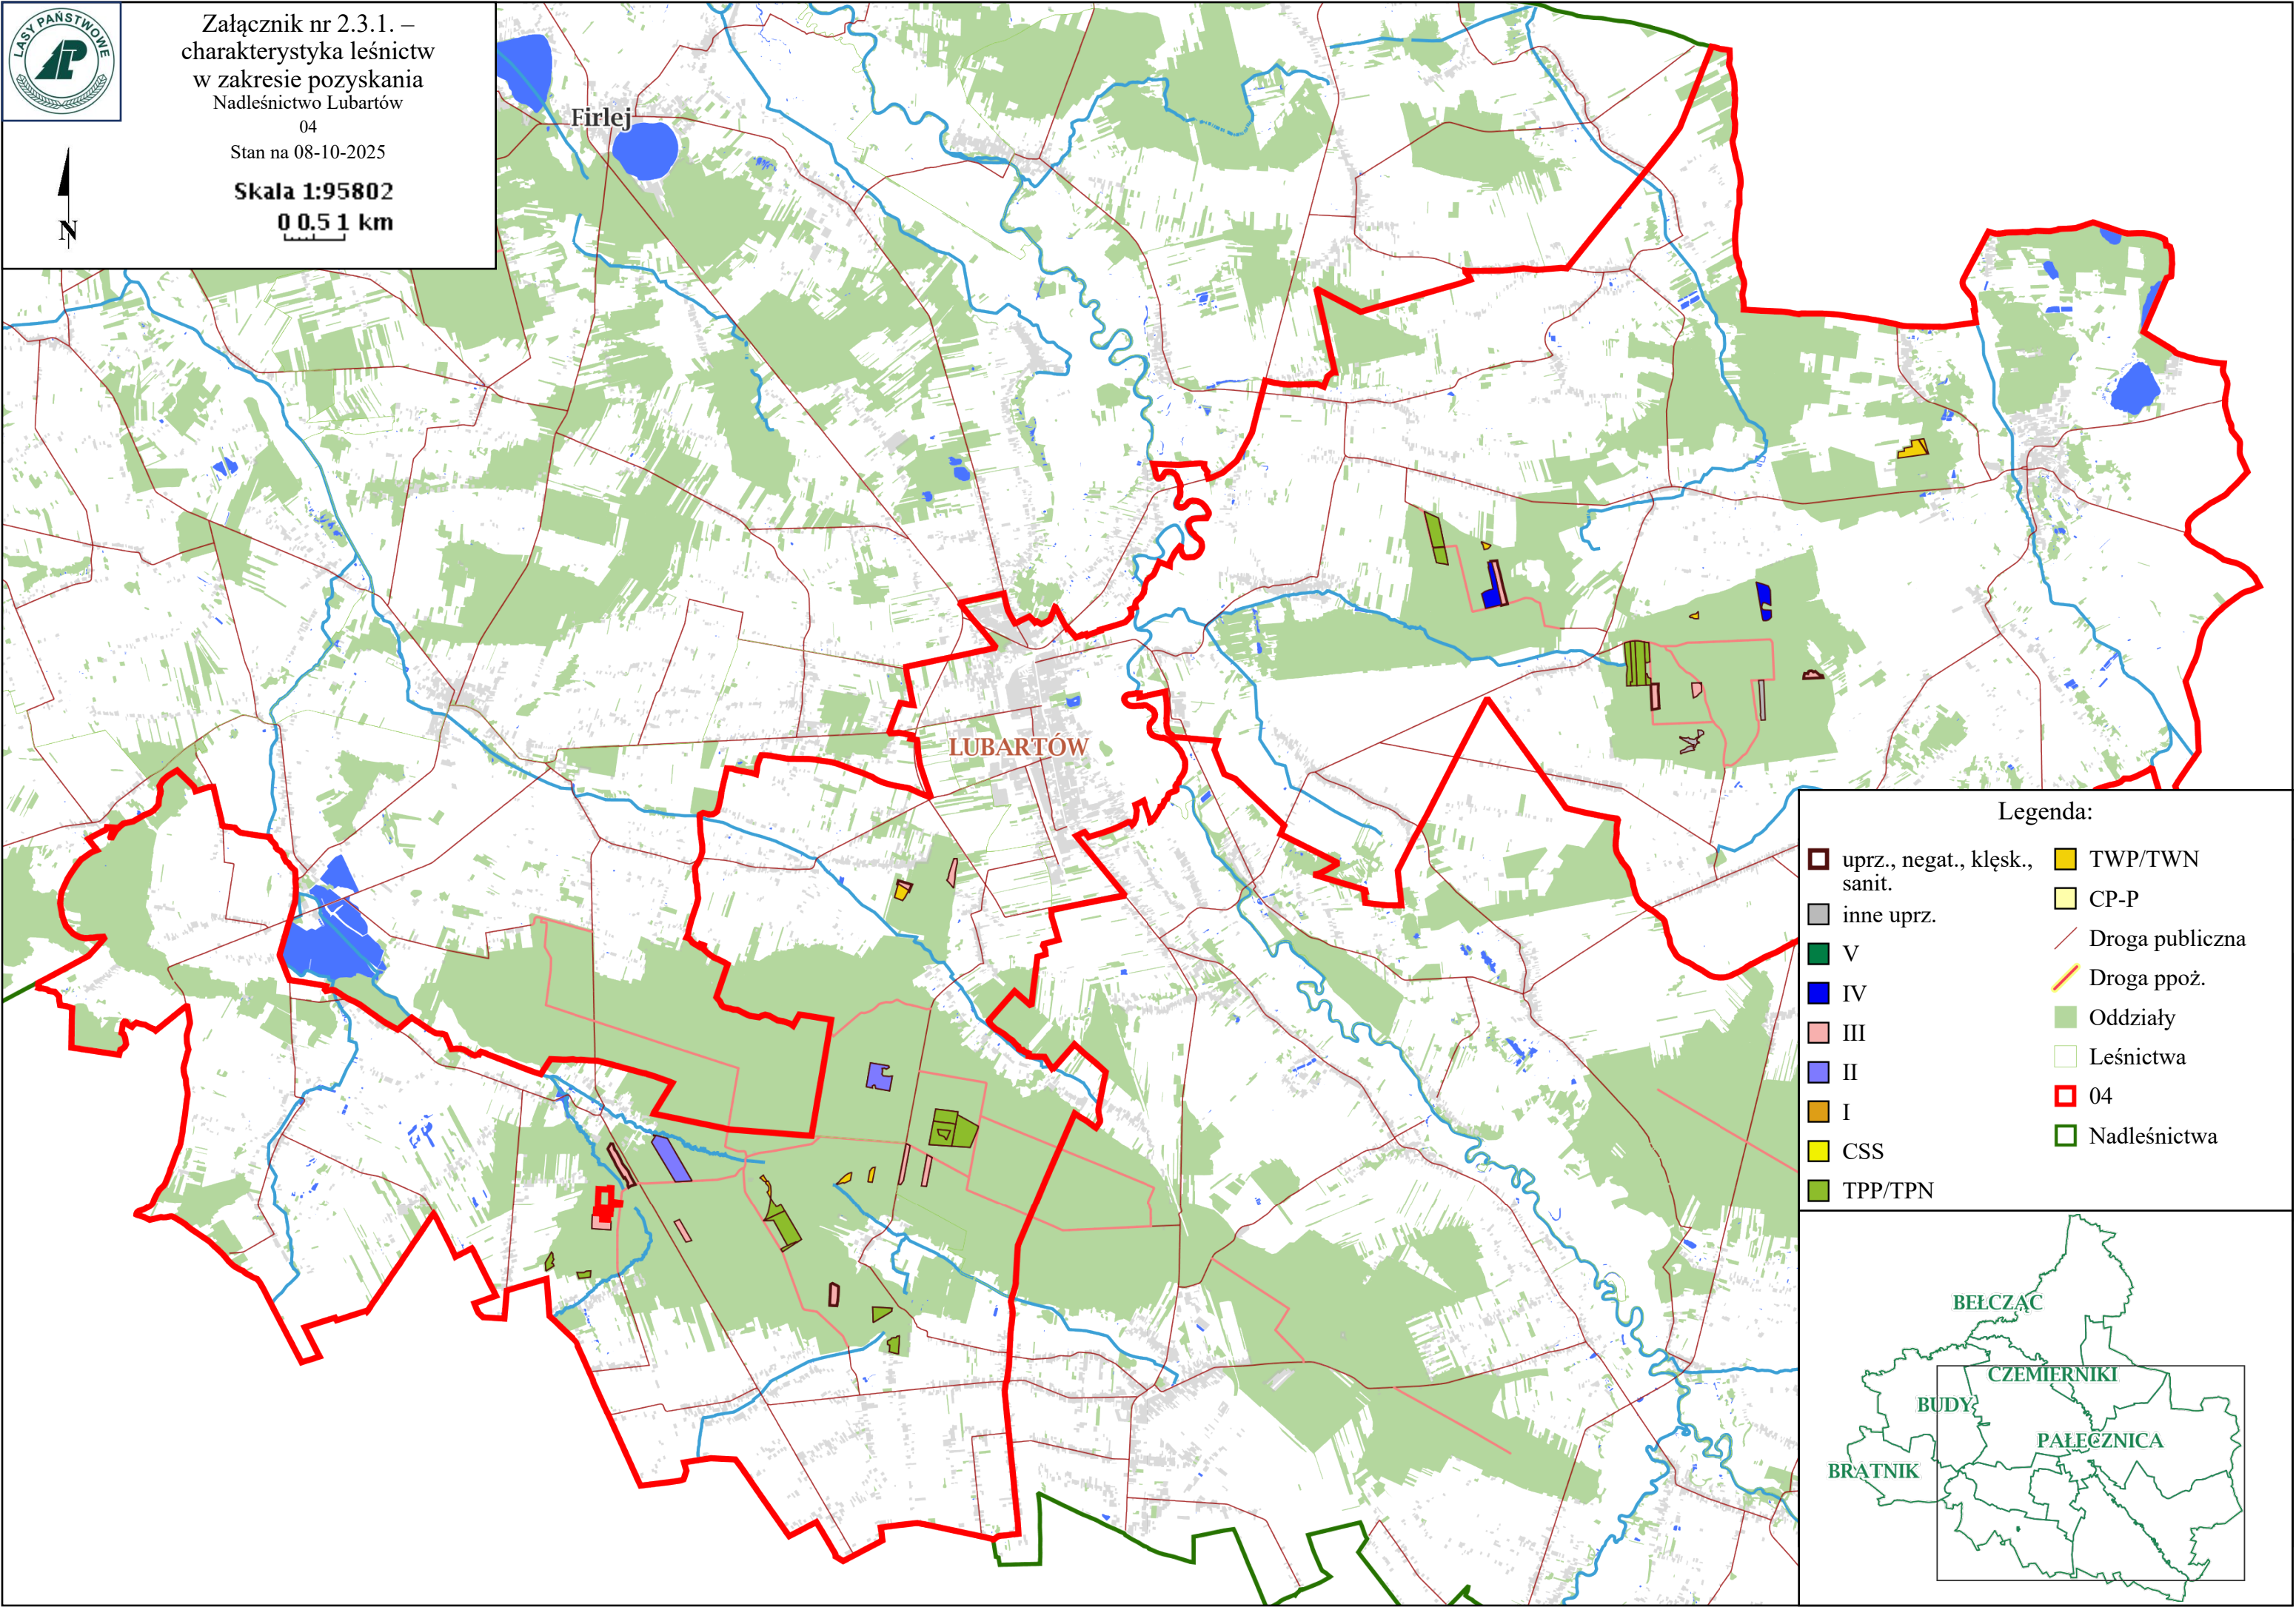 LASY PAŃSTWOWE
Załącznik nr 2.3.1. –
charakterystyka leśnictw
w zakresie pozyskania
Nadleśnictwo Lubartów
04
Stan na 08-10-2025
Skala 1:95802
0 0.5 1 km
N
Firlej
LUBARTÓW
Legenda:
uprz., negat., klęsk.,
sanit.
inne uprz.
V
IV
III
II
I
CSS
TPP/TPN
TWP/TWN
CP-P
Droga publiczna
Droga ppoż.
Oddziały
Leśnictwa
04
Nadleśnictwa
BEŁCZĄC
CZEMIERNIKI
BUDY
PAŁECZNICA
BRATNIK